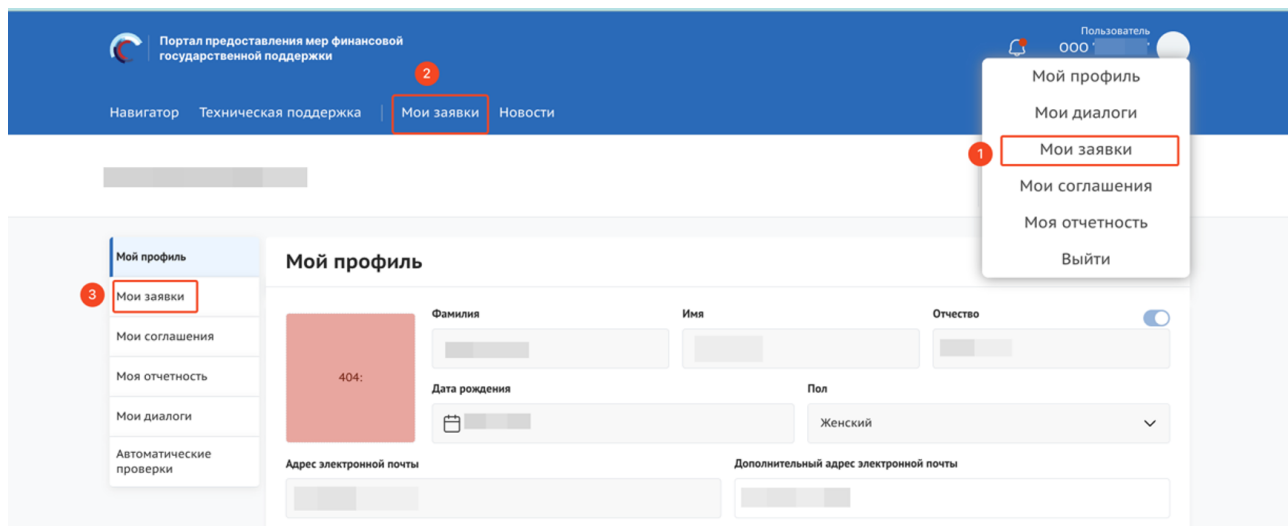 Портал предоставления мер финансовой
государственной поддержки
Пользователь
ООО
2
Навигатор Техническая поддержка Мои заявки Новости
Мой профиль
Мои диалоги
1 Мои заявки
Мои соглашения
Моя отчетность
Выйти
Мой профиль
3 Мои заявки
Мои соглашения
Моя отчетность
Мои диалоги
Автоматические
проверки
Мой профиль
404:
Фамилия Имя Отчество
Дата рождения Пол
Женский
Адрес электронной почты Дополнительный адрес электронной почты